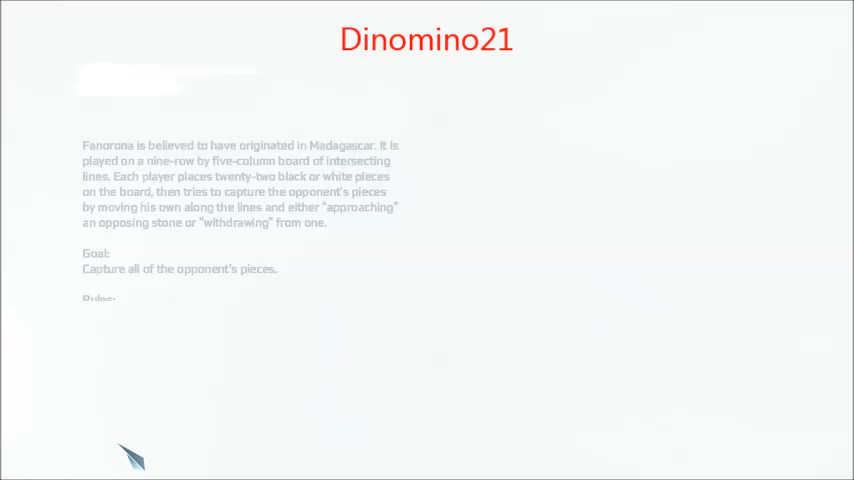 Dinomino21
Fanorona is believed to have originated in Madagascar. It is
played on a nine-row by five-column board of intersecting
lines. Each player places twenty-two black or white pieces
on the board, then tries to capture the opponent's pieces
by moving his own along the lines and either "approaching"
an opposing stone or "withdrawing" from one.
Goal:
Capture all of the opponent's pieces.
Rules: